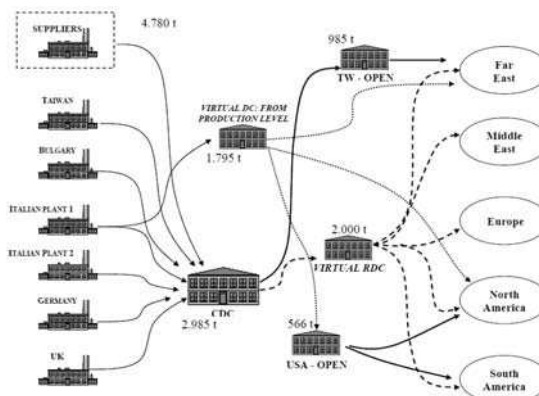 SUPPLIERS
4.780 t
TAIWAN
BULGARY
ITALIAN PLANT 1
ITALIAN PLANT 2
GERMANY
UK
VIRTUAL DC: FROM
PRODUCTION LEVEL
1.795 t
CDC
2.985 t
985 t
TW - OPEN
2.000 t
VIRTUAL RDC
566 t
USA - OPEN
Far
East
Middle
East
Europe
North
America
South
America